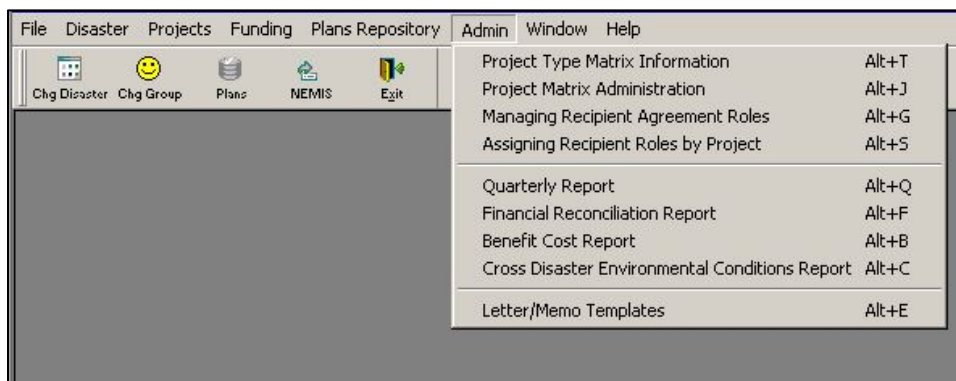 File Disaster Projects Funding Plans Repository Admin Window Help
Chg Disaster Chg Group Plans NEMIS Exit
Project Type Matrix Information Alt+T
Project Matrix Administration Alt+J
Managing Recipient Agreement Roles Alt+G
Assigning Recipient Roles by Project Alt+S
Quarterly Report Alt+Q
Financial Reconciliation Report Alt+F
Benefit Cost Report Alt+B
Cross Disaster Environmental Conditions Report Alt+C
Letter/Memo Templates Alt+E